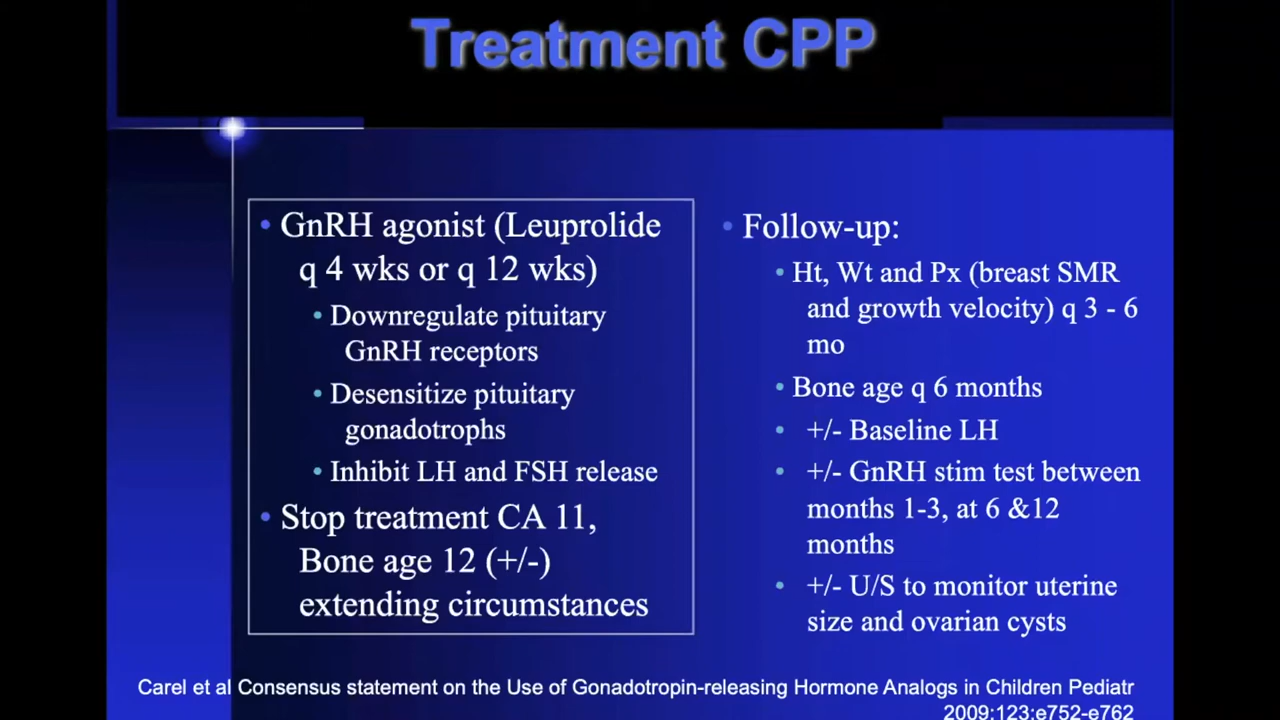 Treatment CPP
• GnRH agonist (Leuprolide
q 4 wks or q 12 wks)
• Downregulate pituitary
GnRH receptors
• Desensitize pituitary
gonadotrophs
• Inhibit LH and FSH release
• Stop treatment CA 11,
Bone age 12 (+/-)
extending circumstances
• Follow-up:
• Ht, Wt and Px (breast SMR
and growth velocity) q 3 - 6
mo
• Bone age q 6 months
• +/- Baseline LH
• +/- GnRH stim test between
months 1-3, at 6 &12
months
• +/- U/S to monitor uterine
size and ovarian cysts
Carel et al Consensus statement on the Use of Gonadotropin-releasing Hormone Analogs in Children Pediatr
2009:123:e752-e762